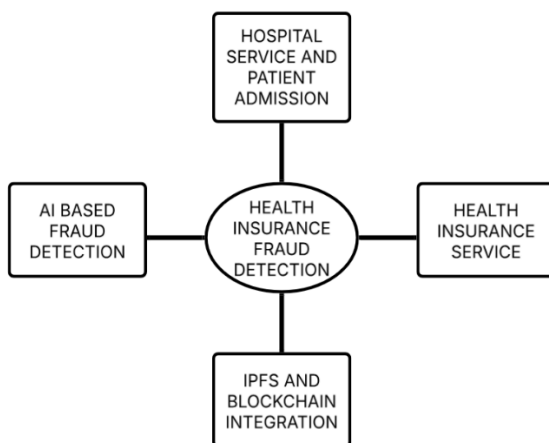 HOSPITAL
SERVICE AND
PATIENT
ADMISSION
AI BASED
FRAUD
DETECTION
HEALTH
INSURANCE
FRAUD
DETECTION
HEALTH
INSURANCE
SERVICE
IPFS AND
BLOCKCHAIN
INTEGRATION